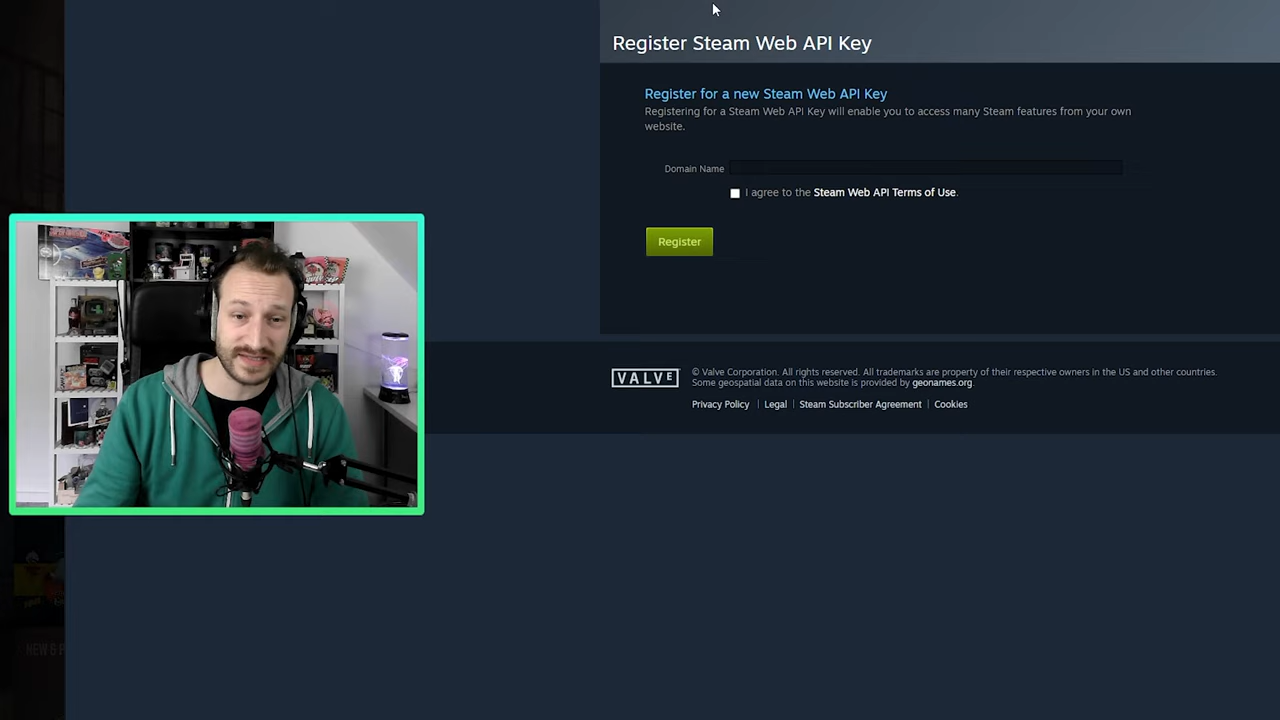 Register Steam Web API Key
Register for a new Steam Web API Key
Registering for a Steam Web API Key will enable you to access many Steam features from your own
website.
Domain Name
I agree to the Steam Web API Terms of Use.
Register
VALVE
© Valve Corporation. All rights reserved. All trademarks are property of their respective owners in the US and other countries.
Some geospatial data on this website is provided by geonames.org.
Privacy Policy | Legal | Steam Subscriber Agreement | Cookies
NEW & P